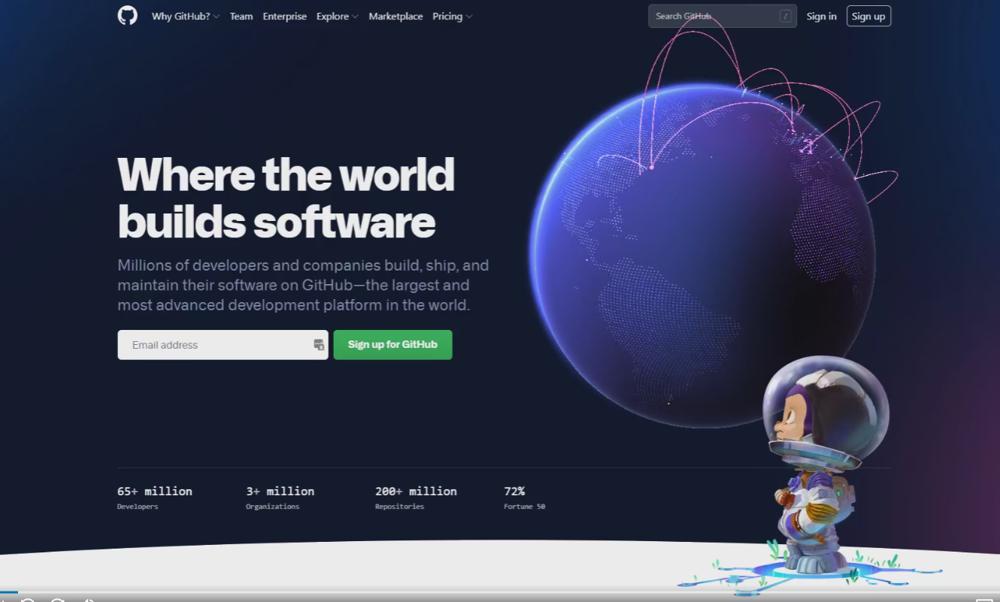 Why GitHub? Team Enterprise Explore Marketplace Pricing Search GitHub / Sign in Sign up
Where the world
builds software
Millions of developers and companies build, ship, and
maintain their software on GitHub—the largest and
most advanced development platform in the world.
Email address Sign up for GitHub
65+ million 3+ million 200+ million 72%
Developers Organizations Repositories Fortune 50